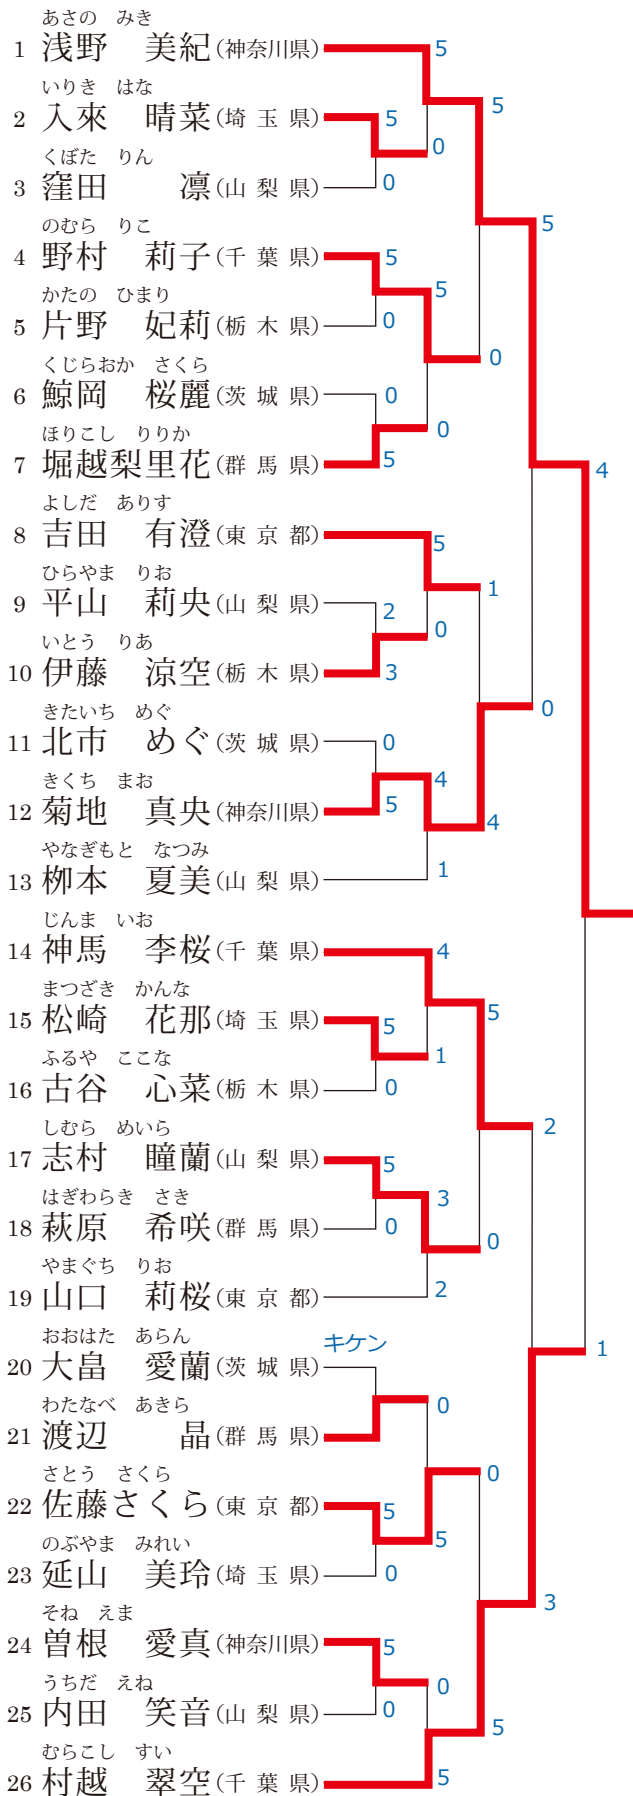 あさの　みき
1 浅野　美紀(神奈川県)
5
いりき　はな
5
2 入來　晴菜(埼玉県)
5
0
くぼた　りん
3 窪田　凛(山梨県)
0
のむら　りこ
5
4 野村　莉子(千葉県)
5
かたの　ひまり
5
5 片野　妃莉(栃木県)
0
0
くじらおか　さくら
6 鯨岡　桜麗(茨城県)
0
ほりこし　りりか
0
7 堀越梨里花(群馬県)
5
4
よしだ　ありす
8 吉田　有澄(東京都)
5
ひらやま　りお
1
9 平山　莉央(山梨県)
2
0
いとう　りあ
10 伊藤　涼空(栃木県)
3
きたいち　めぐ
0
11 北市　めぐ(茨城県)
0
きくち　まお
4
12 菊地　真央(神奈川県)
5
4
やなぎもと　なつみ
13 栁本　夏美(山梨県)
1
じんま　いお
14 神馬　李桜(千葉県)
4
まつざき　かんな
5
15 松崎　花那(埼玉県)
5
1
ふるや　ここな
16 古谷　心菜(栃木県)
0
しむら　めいら
2
17 志村　瞳蘭(山梨県)
5
はぎわらき　さき
3
18 萩原　希咲(群馬県)
0
0
やまぐち　りお
19 山口　莉桜(東京都)
2
おおはた　あらん
キケン
1
20 大畠　愛蘭(茨城県)
わたなべ　あきら
0
21 渡辺　晶(群馬県)
さとう　さくら
0
22 佐藤さくら(東京都)
5
5
のぶやま　みれい
23 延山　美玲(埼玉県)
0
そね　えま
3
24 曽根　愛真(神奈川県)
5
うちだ　えね
0
25 内田　笑音(山梨県)
0
5
むらこし　すい
26 村越　翠空(千葉県)
5